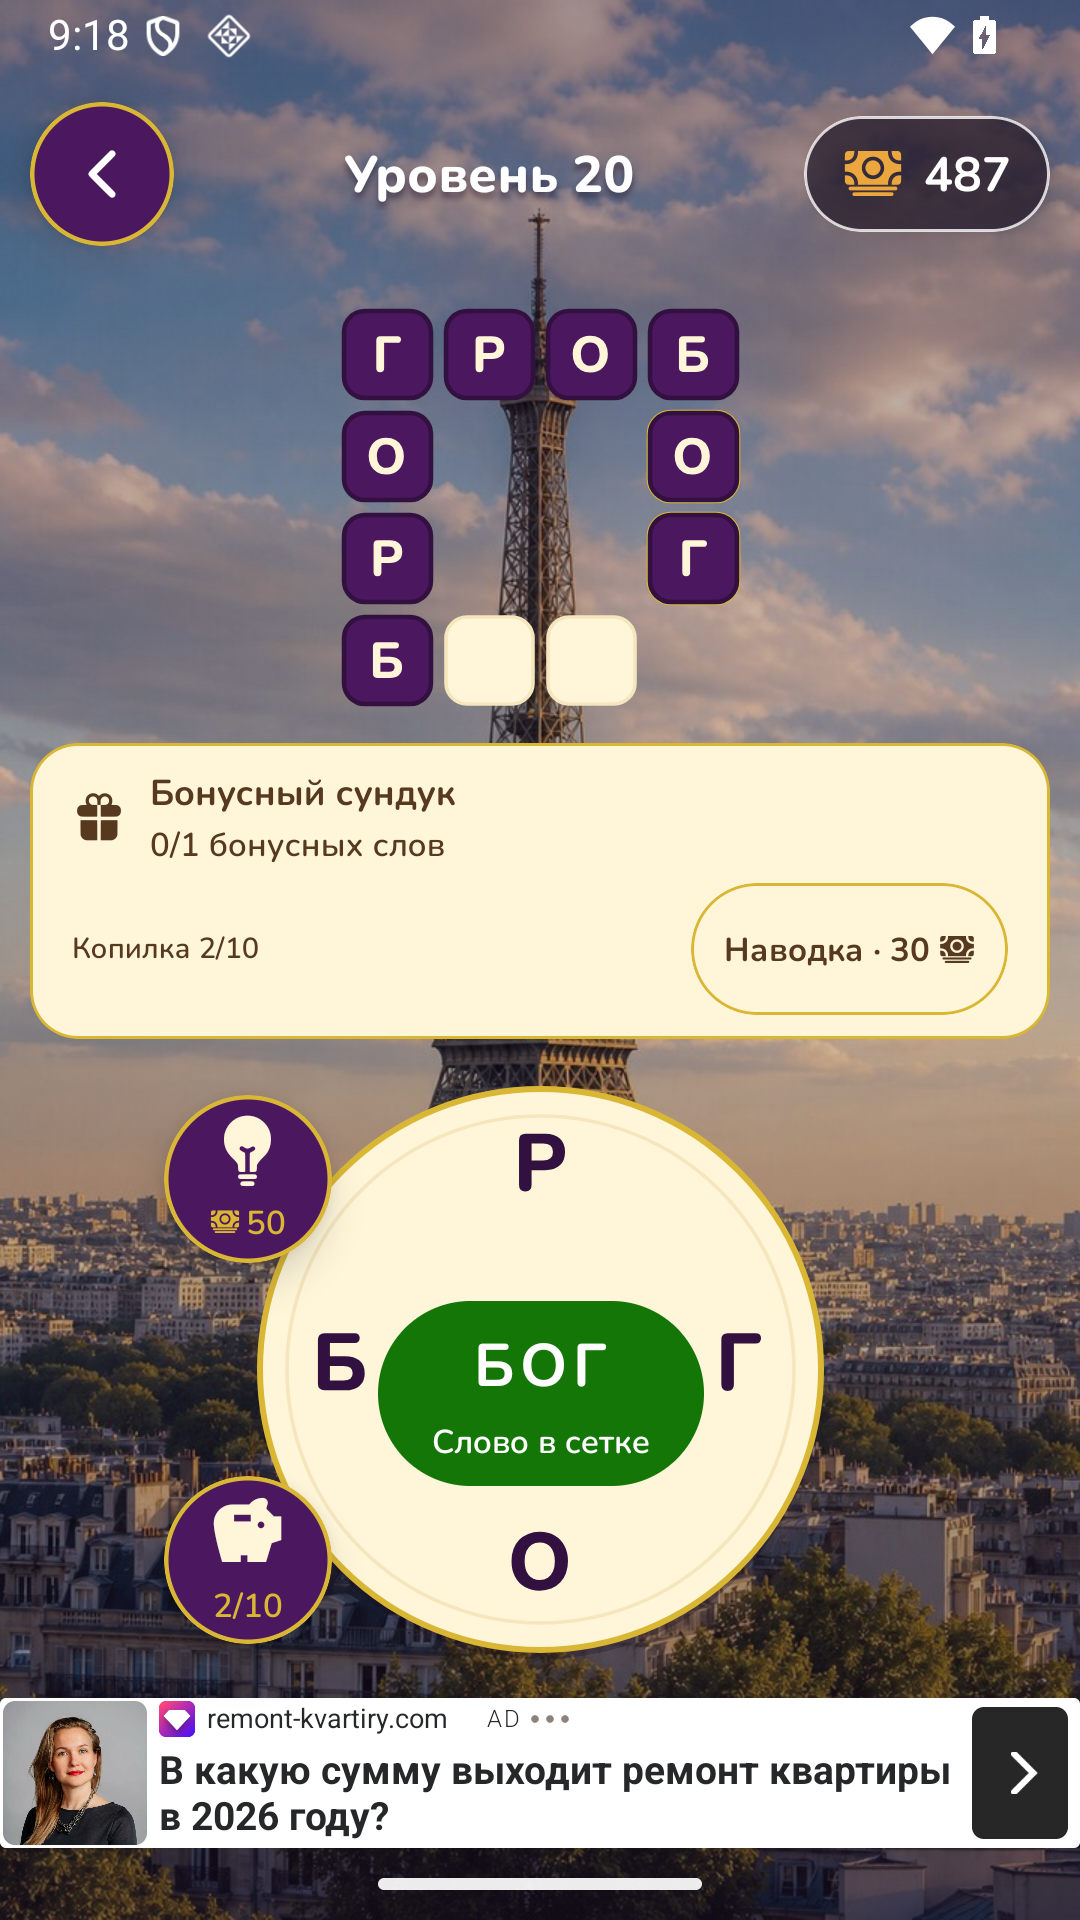 9:18
Уровень 20
487
Г Р О Б
О О
Р Г
Б
Бонусный сундук
0/1 бонусных слов
Копилка 2/10
Наводка · 30
50
Р
Б
Г
БОГ
Слово в сетке
О
2/10
remont-kvartiry.com AD
В какую сумму выходит ремонт квартиры
в 2026 году?